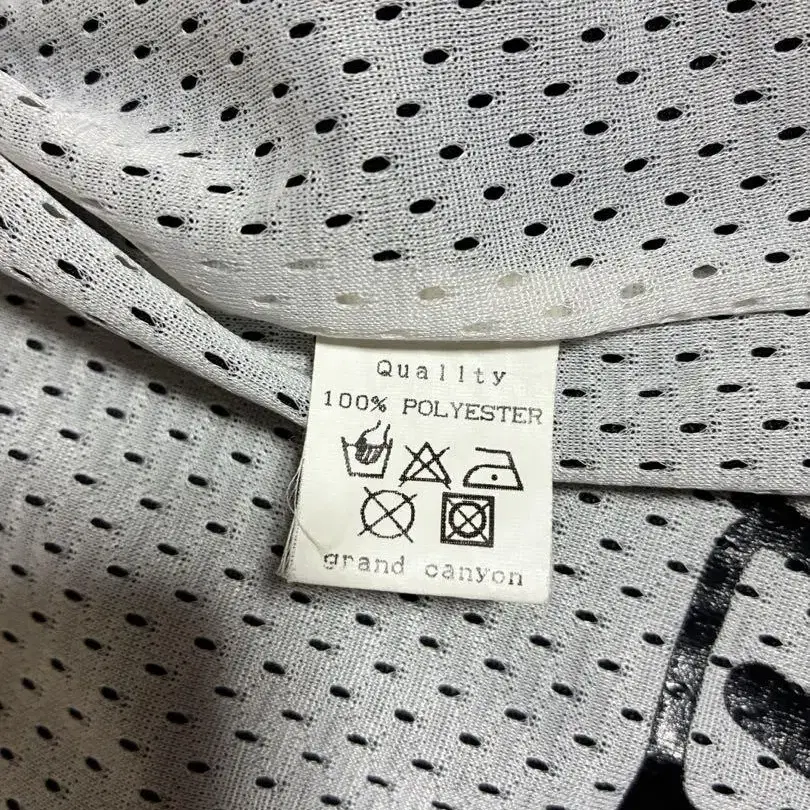 Quallty
100% POLYESTER
grand canyon